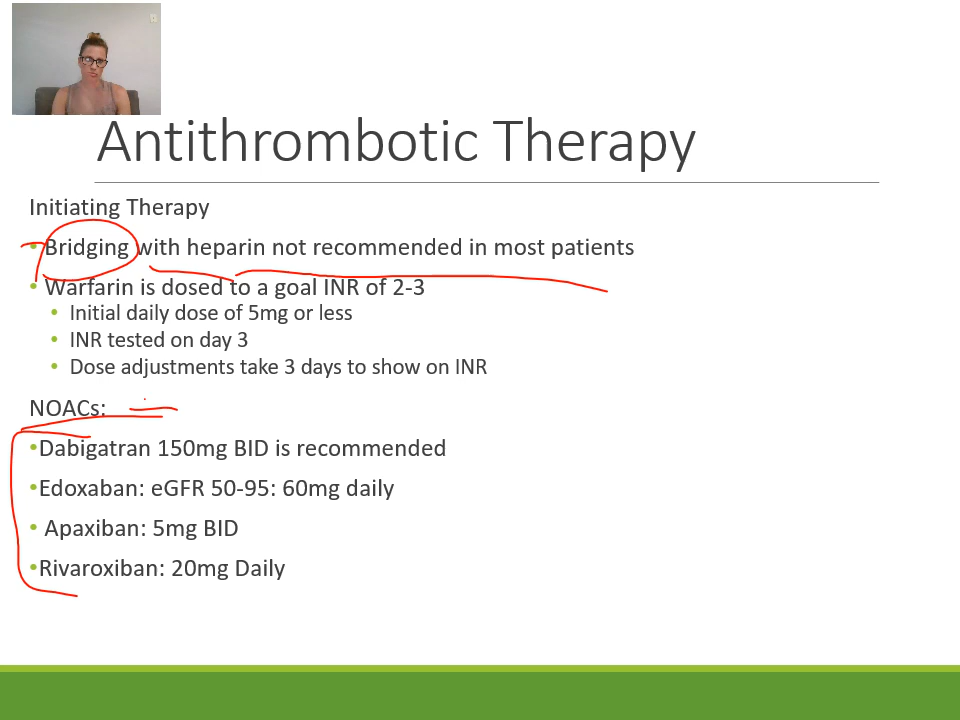 Antithrombotic Therapy
Initiating Therapy
• Bridging with heparin not recommended in most patients
• Warfarin is dosed to a goal INR of 2-3
• Initial daily dose of 5mg or less
• INR tested on day 3
• Dose adjustments take 3 days to show on INR
NOACs:
•Dabigatran 150mg BID is recommended
•Edoxaban: eGFR 50-95: 60mg daily
• Apaxiban: 5mg BID
•Rivaroxiban: 20mg Daily